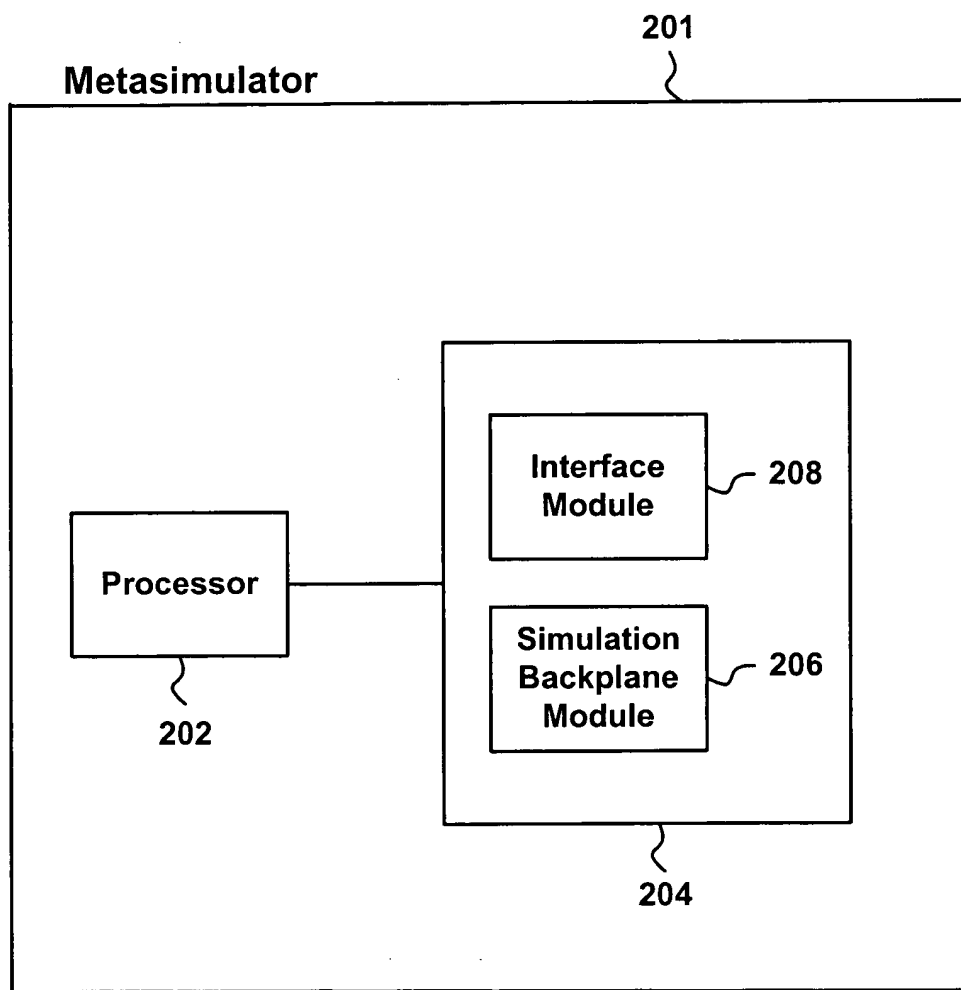 201
Metasimulator
Interface
Module
208
Processor
Simulation
Backplane
Module
206
202
204